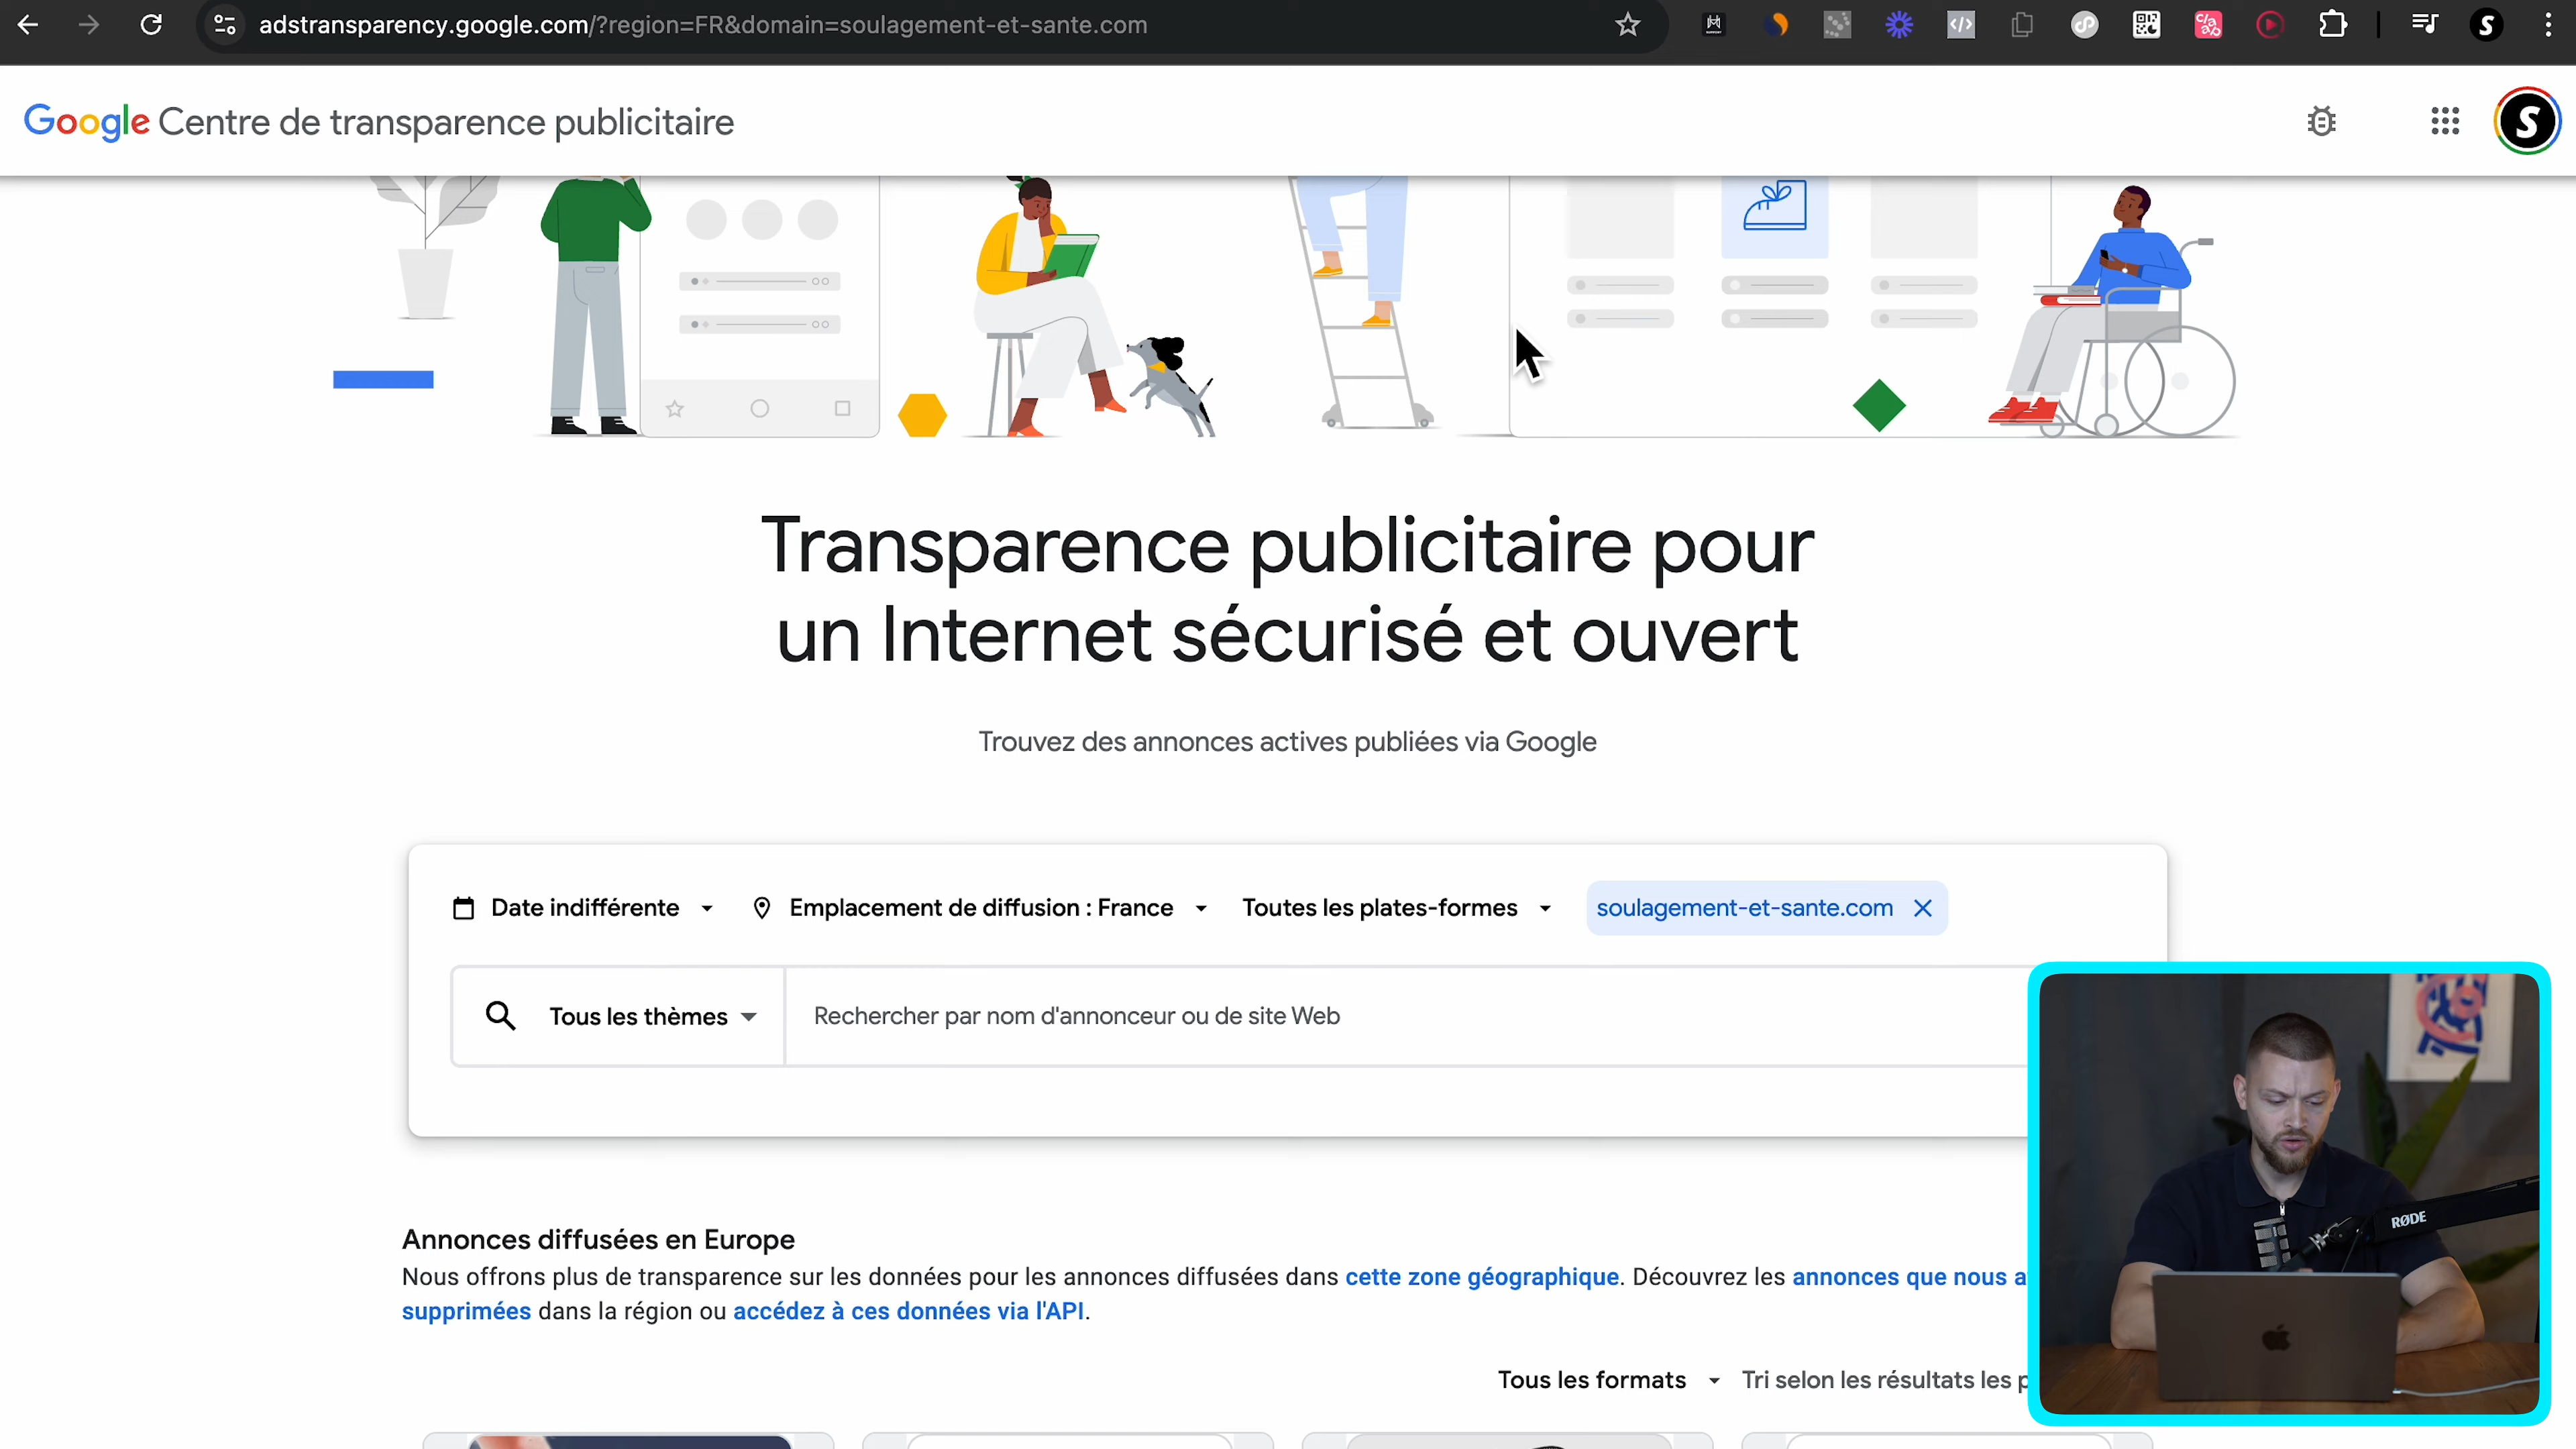 adstransparency.google.com/?region=FR&domain=soulagement-et-sante.com
Google Centre de transparence publicitaire
Transparence publicitaire pour
un Internet sécurisé et ouvert
Trouvez des annonces actives publiées via Google
Date indifférente
Emplacement de diffusion : France
Toutes les plates-formes
soulagement-et-sante.com
Tous les thèmes
Rechercher par nom d'annonceur ou de site Web
Annonces diffusées en Europe
Nous offrons plus de transparence sur les données pour les annonces diffusées dans cette zone géographique. Découvrez les annonces que nous a
supprimées dans la région ou accédez à ces données via l'API.
Tous les formats
Tri selon les résultats les p
RØDE